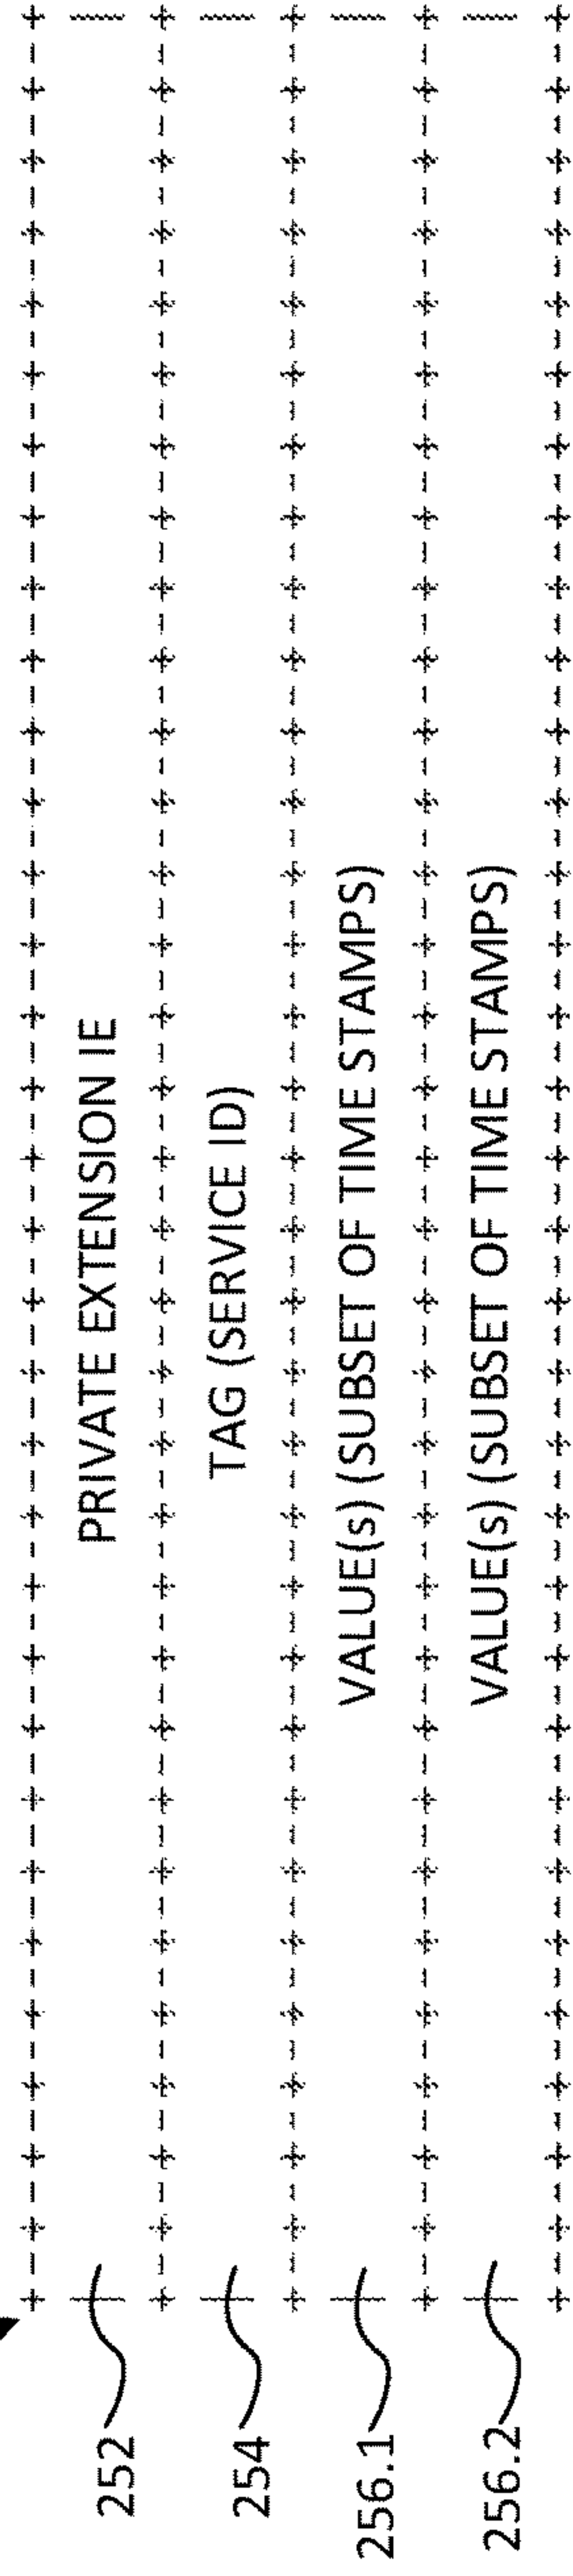 252 PRIVATE EXTENSION IE
254 TAG (SERVICE ID)
256.1 VALUE(s) (SUBSET OF TIME STAMPS)
256.2 VALUE(s) (SUBSET OF TIME STAMPS)